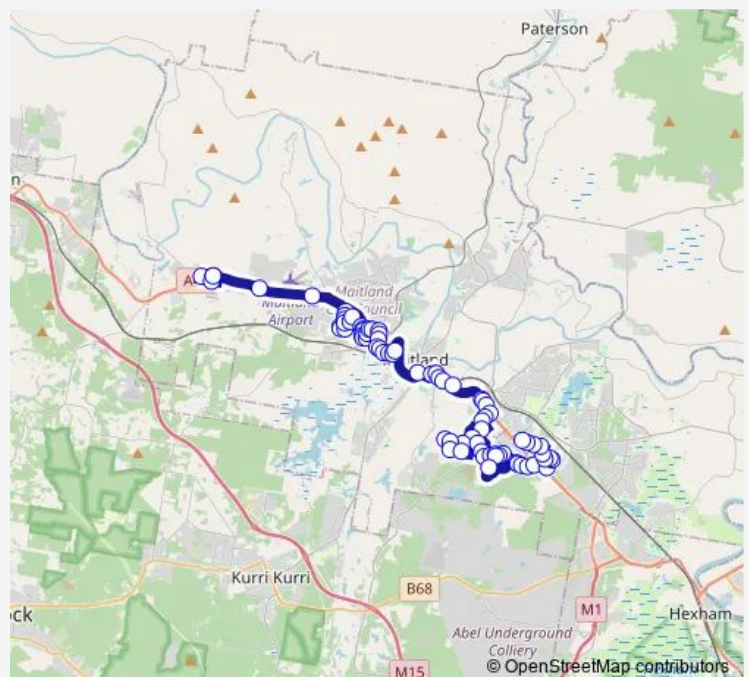 Paterson
n
A
Maitland
Council
Airport
itland
Kurri Kurri
B68
M1
ock
Hexham
Abel Underground
Colliery
M15
© OpenStreetMap contributors